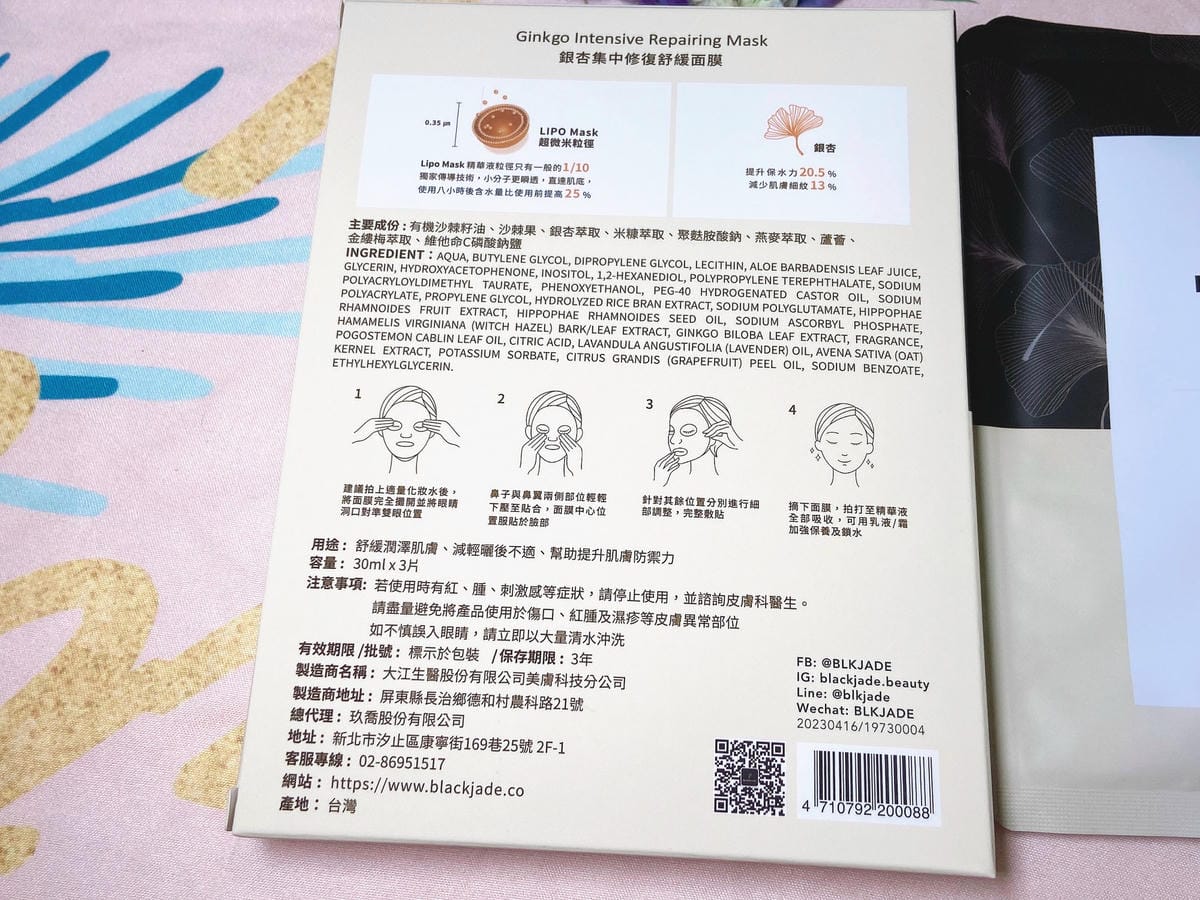 Ginkgo Intensive Repairing Mask
銀杏集中修復舒緩面膜
0.35 ㎛
LIPO Mask
超微米粒徑
Lipo Mask 精華液粒徑只有一般的1/10
獨家傳導技術，小分子更瞬透，直達肌底，
使用八小時後含水量比使用前提高 25 %
銀杏
提升保水力 20.5 %
減少肌膚細紋 13 %
主要成份：有機沙棘籽油、沙棘果、銀杏萃取、米糠萃取、聚麩胺酸鈉、燕麥萃取、蘆薈、
金縷梅萃取、維他命C磷酸鈉鹽
INGREDIENT：AQUA, BUTYLENE GLYCOL, DIPROPYLENE GLYCOL, LECITHIN, ALOE BARBADENSIS LEAF JUICE,
GLYCERIN, HYDROXYACETOPHENONE, INOSITOL, 1,2-HEXANEDIOL, POLYPROPYLENE TEREPHTHALATE, SODIUM
POLYACRYLOYLDIMETHYL TAURATE, PHENOXYETHANOL, PEG-40 HYDROGENATED CASTOR OIL, SODIUM
POLYACRYLATE, PROPYLENE GLYCOL, HYDROLYZED RICE BRAN EXTRACT, SODIUM POLYGLUTAMATE, HIPPOPHAE
RHAMNOIDES FRUIT EXTRACT, HIPPOPHAE RHAMNOIDES SEED OIL, SODIUM ASCORBYL PHOSPHATE,
HAMAMELIS VIRGINIANA (WITCH HAZEL) BARK/LEAF EXTRACT, GINKGO BILOBA LEAF EXTRACT, FRAGRANCE,
POGOSTEMON CABLIN LEAF OIL, CITRIC ACID, LAVANDULA ANGUSTIFOLIA (LAVENDER) OIL, AVENA SATIVA (OAT)
KERNEL EXTRACT, POTASSIUM SORBATE, CITRUS GRANDIS (GRAPEFRUIT) PEEL OIL, SODIUM BENZOATE,
ETHYLHEXYLGLYCERIN.
1
建議拍上適量化妝水後，
將面膜完全攤開並將眼睛
洞口對準雙眼位置
2
鼻子與鼻翼兩側部位輕輕
下壓至貼合，面膜中心位
置服貼於臉部
3
針對其餘位置分別進行細
部調整，完整敷貼
4
摘下面膜，拍打至精華液
全部吸收，可用乳液/霜
加強保養及鎖水
用途： 舒緩潤澤肌膚、減輕曬後不適、幫助提升肌膚防禦力
容量： 30ml x 3片
注意事項: 若使用時有紅、腫、刺激感等症狀，請停止使用，並諮詢皮膚科醫生。
請盡量避免將產品使用於傷口、紅腫及濕疹等皮膚異常部位
如不慎誤入眼睛，請立即以大量清水沖洗
有效期限 /批號： 標示於包裝 /保存期限： 3年
製造商名稱： 大江生醫股份有限公司美膚科技分公司
製造商地址： 屏東縣長治鄉德和村農科路21號
總代理： 玖喬股份有限公司
地址： 新北市汐止區康寧街169巷25號 2F-1
客服專線： 02-86951517
網站： https://www.blackjade.co
產地： 台灣
FB: @BLKJADE
IG: blackjade.beauty
Line: @blkjade
Wechat: BLKJADE
20230416/19730004
4 710792 200088